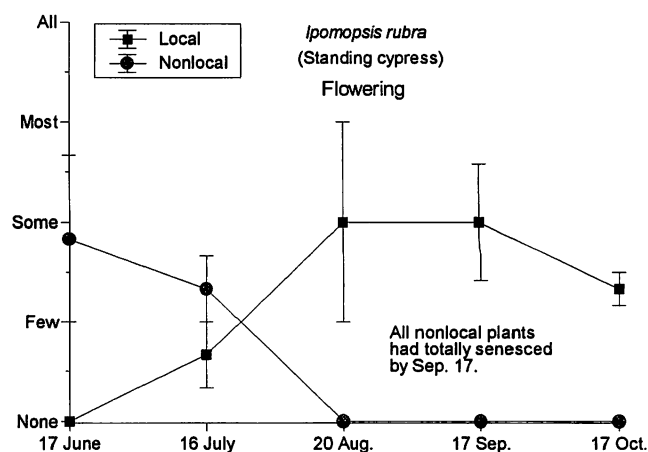 All
Local
Nonlocal
Ipomopsis rubra
(Standing cypress)
Flowering
Most
Some
Few
None
All nonlocal plants
had totally senesced
by Sep. 17.
17 June
16 July
20 Aug.
17 Sep.
17 Oct.